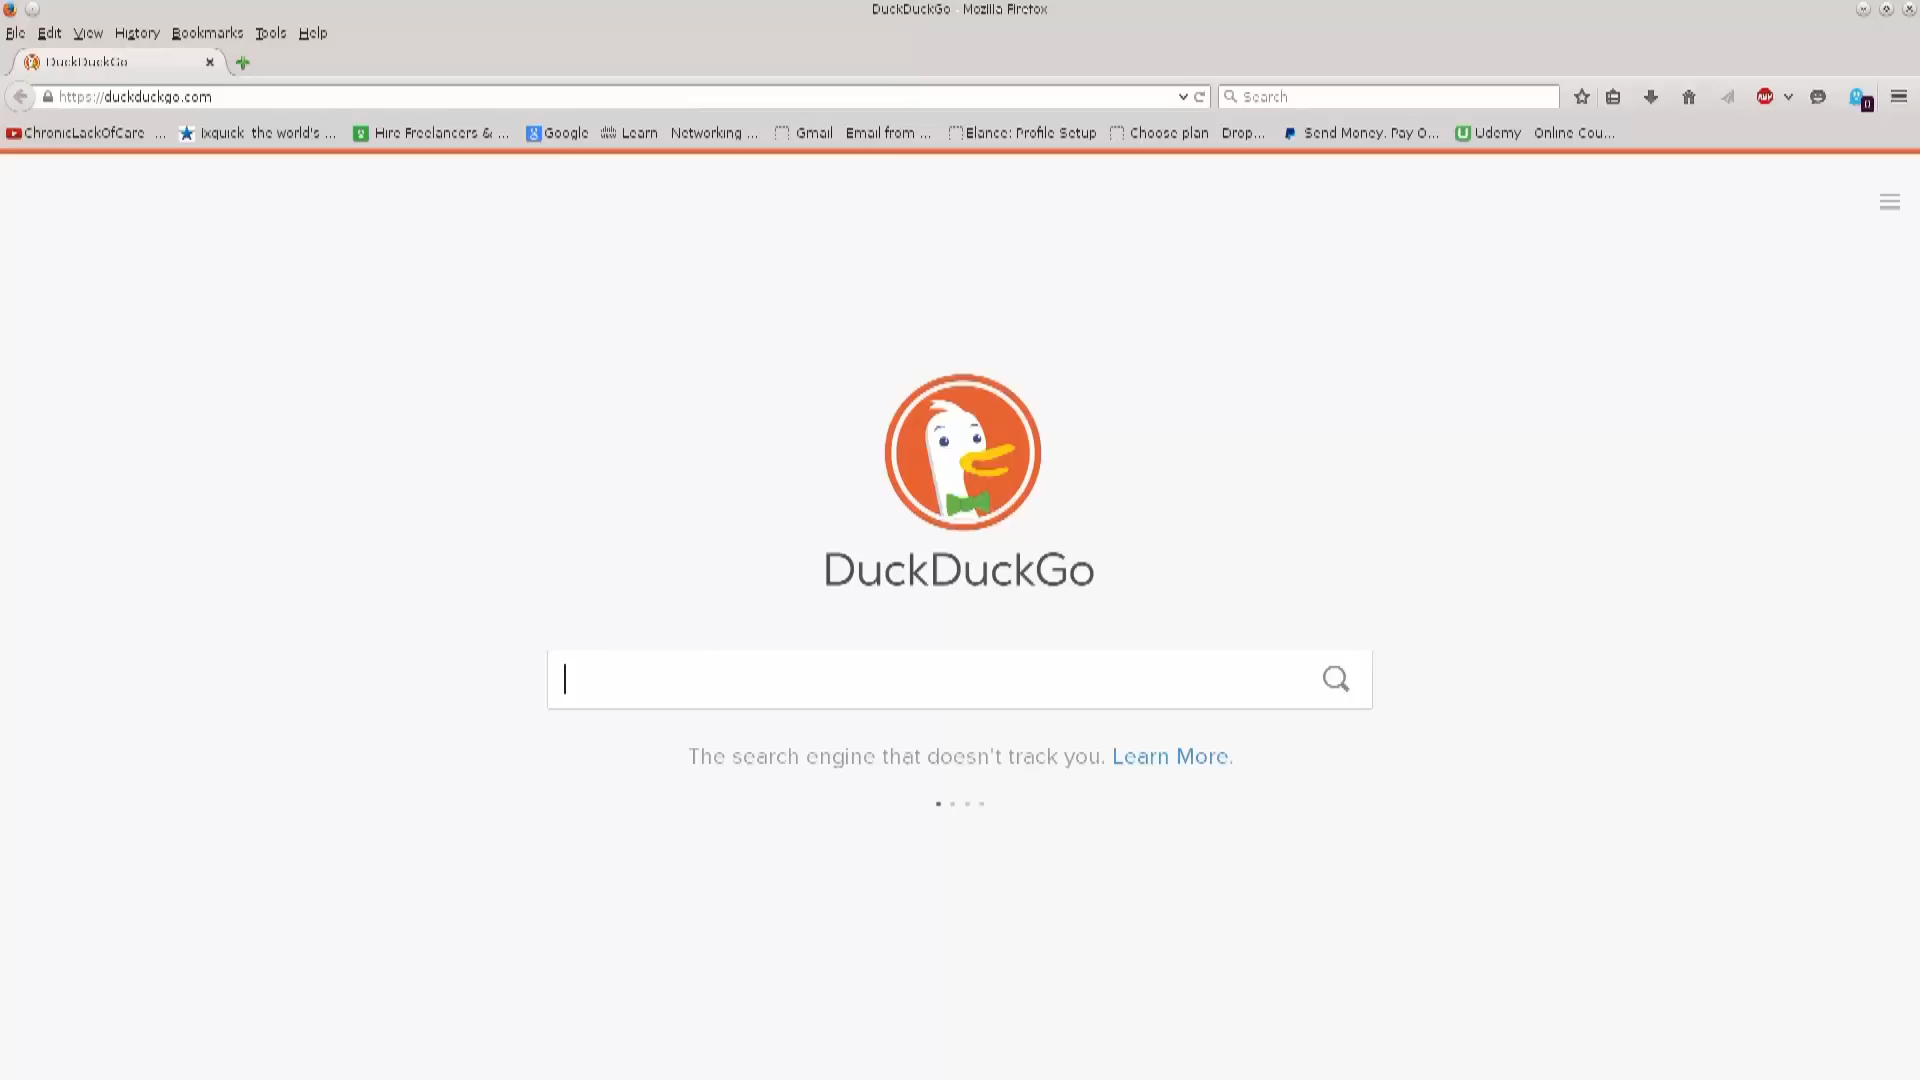 DuckDuckGo - Mozilla Firefox
File Edit View History Bookmarks Tools Help
DuckDuckGo
https://duckduckgo.com
Search
ABP
0
ChronicLackOfCare ... Ixquick the world's ... Hire Freelancers & ... Google Learn Networking ... Gmail Email from ... Elance: Profile Setup Choose plan Drop... Send Money, Pay O... Udemy Online Cou...
DuckDuckGo
The search engine that doesn't track you. Learn More.